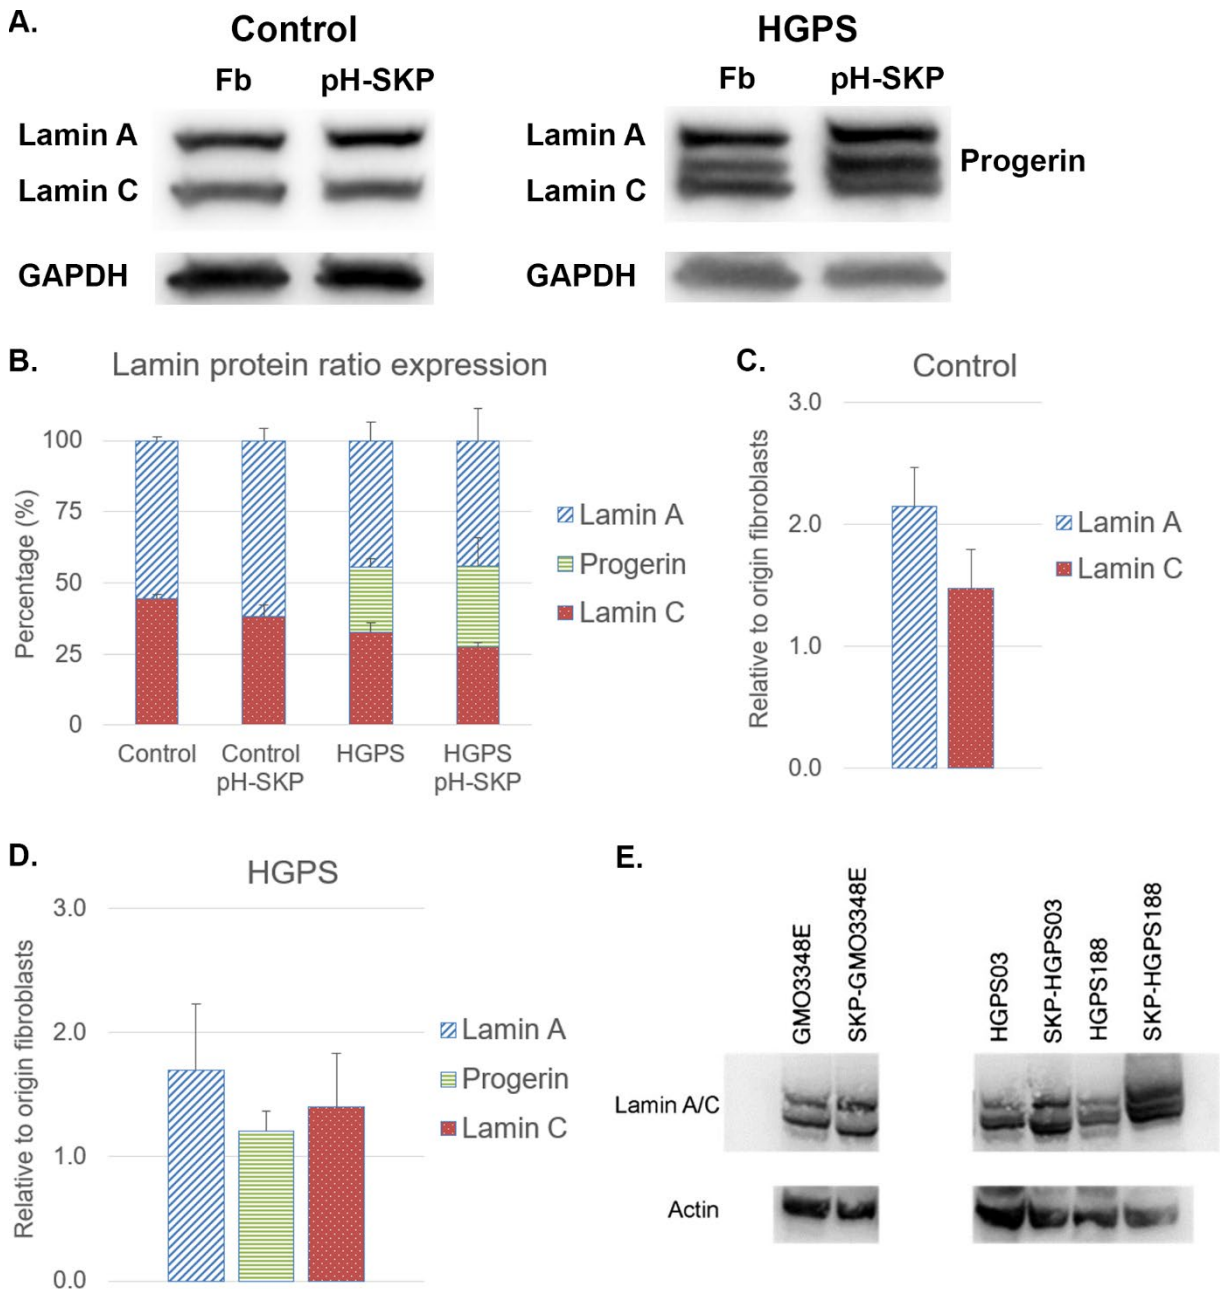 A.
Control
HGPS
Fb pH-SKP
Fb pH-SKP
Lamin A
Lamin C
GAPDH
Lamin A
Lamin C
Progerin
GAPDH
B.
Lamin protein ratio expression
Percentage (%)
100
75
50
25
0
Control
Control
pH-SKP
HGPS
HGPS
pH-SKP
Lamin A
Progerin
Lamin C
C.
Control
Relative to origin fibroblasts
3.0
2.0
1.0
0.0
Lamin A
Lamin C
D.
HGPS
Relative to origin fibroblasts
3.0
2.0
1.0
0.0
Lamin A
Progerin
Lamin C
E.
GMO3348E
SKP-GMO3348E
HGPS03
SKP-HGPS03
HGPS188
SKP-HGPS188
Lamin A/C
Actin